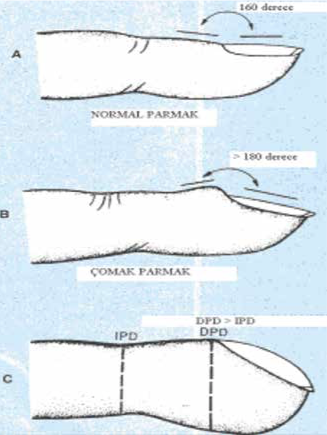 160 derece
A
NORMAL PARMAK
> 180 derece
B
ÇOMAK PARMAK
DPD > IPD
IPD
DPD
C